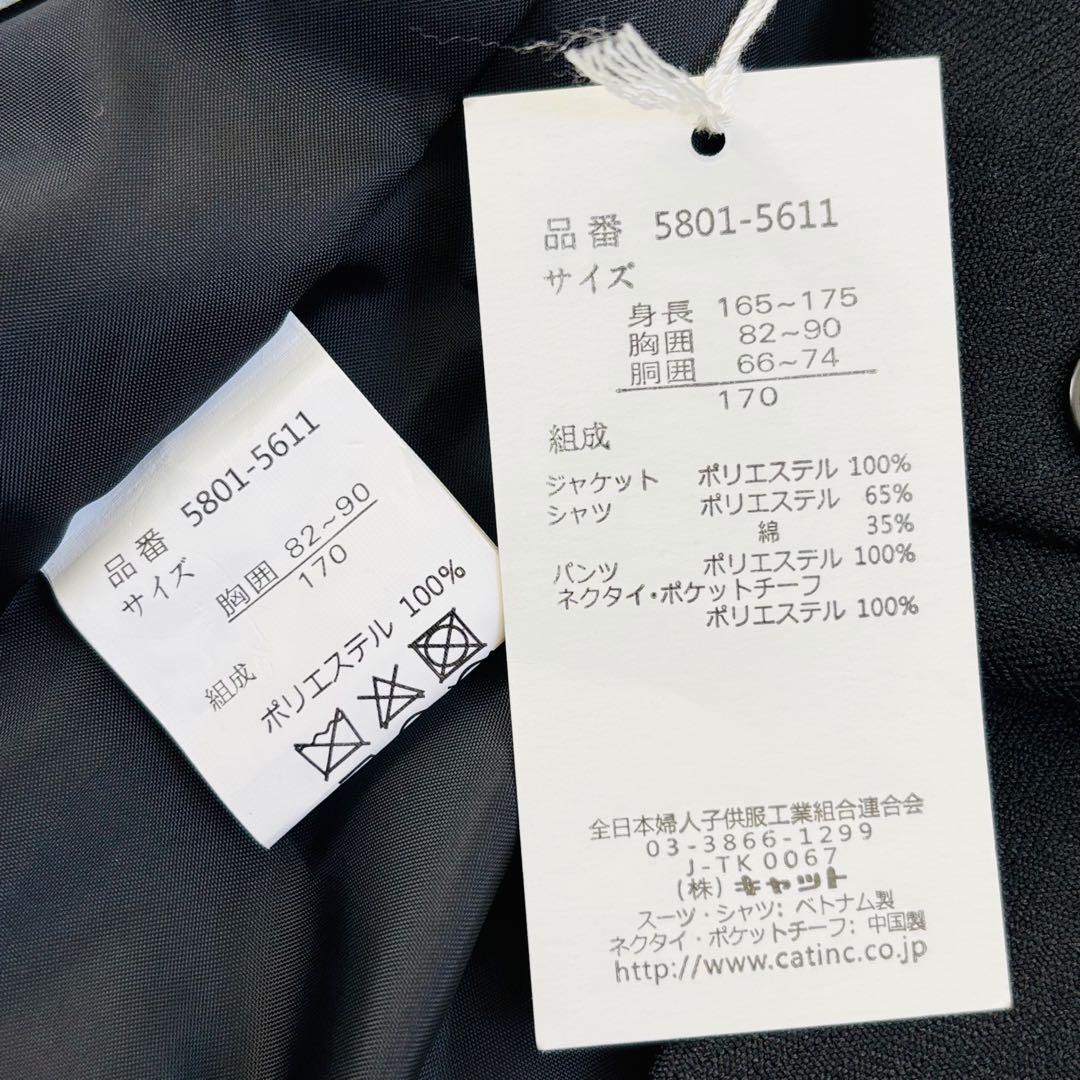 品番 5801-5611
サイズ
身長 165~175
胸囲 82~90
胴囲 66~74
170
組成
ジャケット ポリエステル 100%
シャツ ポリエステル 65%
綿 35%
パンツ ポリエステル 100%
ネクタイ・ポケットチーフ
ポリエステル 100%
全日本婦人子供服工業組合連合会
03-3866-1299
J-TK 0067
(株) キャット
スーツ・シャツ: ベトナム製
ネクタイ・ポケットチーフ: 中国製
http://www.catinc.co.jp
品番 5801-5611
サイズ
胸囲 82~90
170
組成
ポリエステル 100%